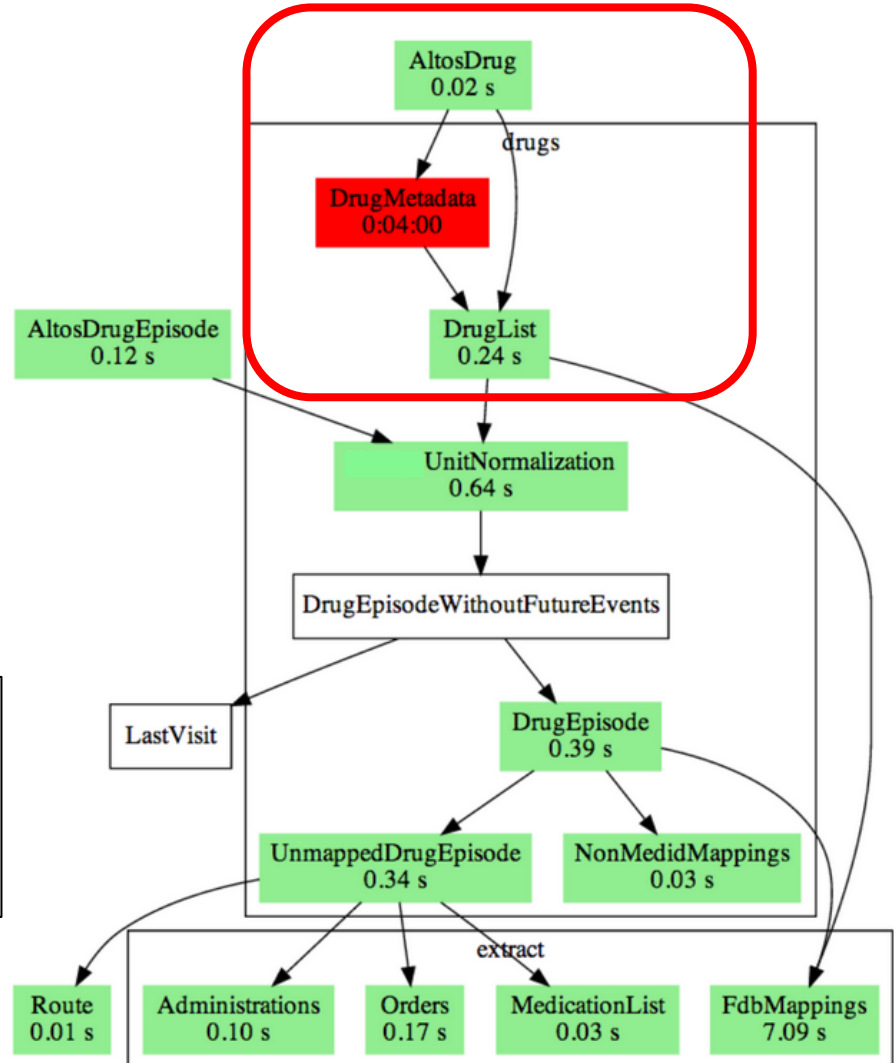 AltosDrug
0.02 s
drugs
DrugMetadata
0:04:00
AltosDrugEpisode
0.12 s
DrugList
0.24 s
UnitNormalization
0.64 s
DrugEpisodeWithoutFutureEvents
LastVisit
DrugEpisode
0.39 s
UnmappedDrugEpisode
0.34 s
NonMedidMappings
0.03 s
extract
Route
0.01 s
Administrations
0.10 s
Orders
0.17 s
MedicationList
0.03 s
FdbMappings
7.09 s